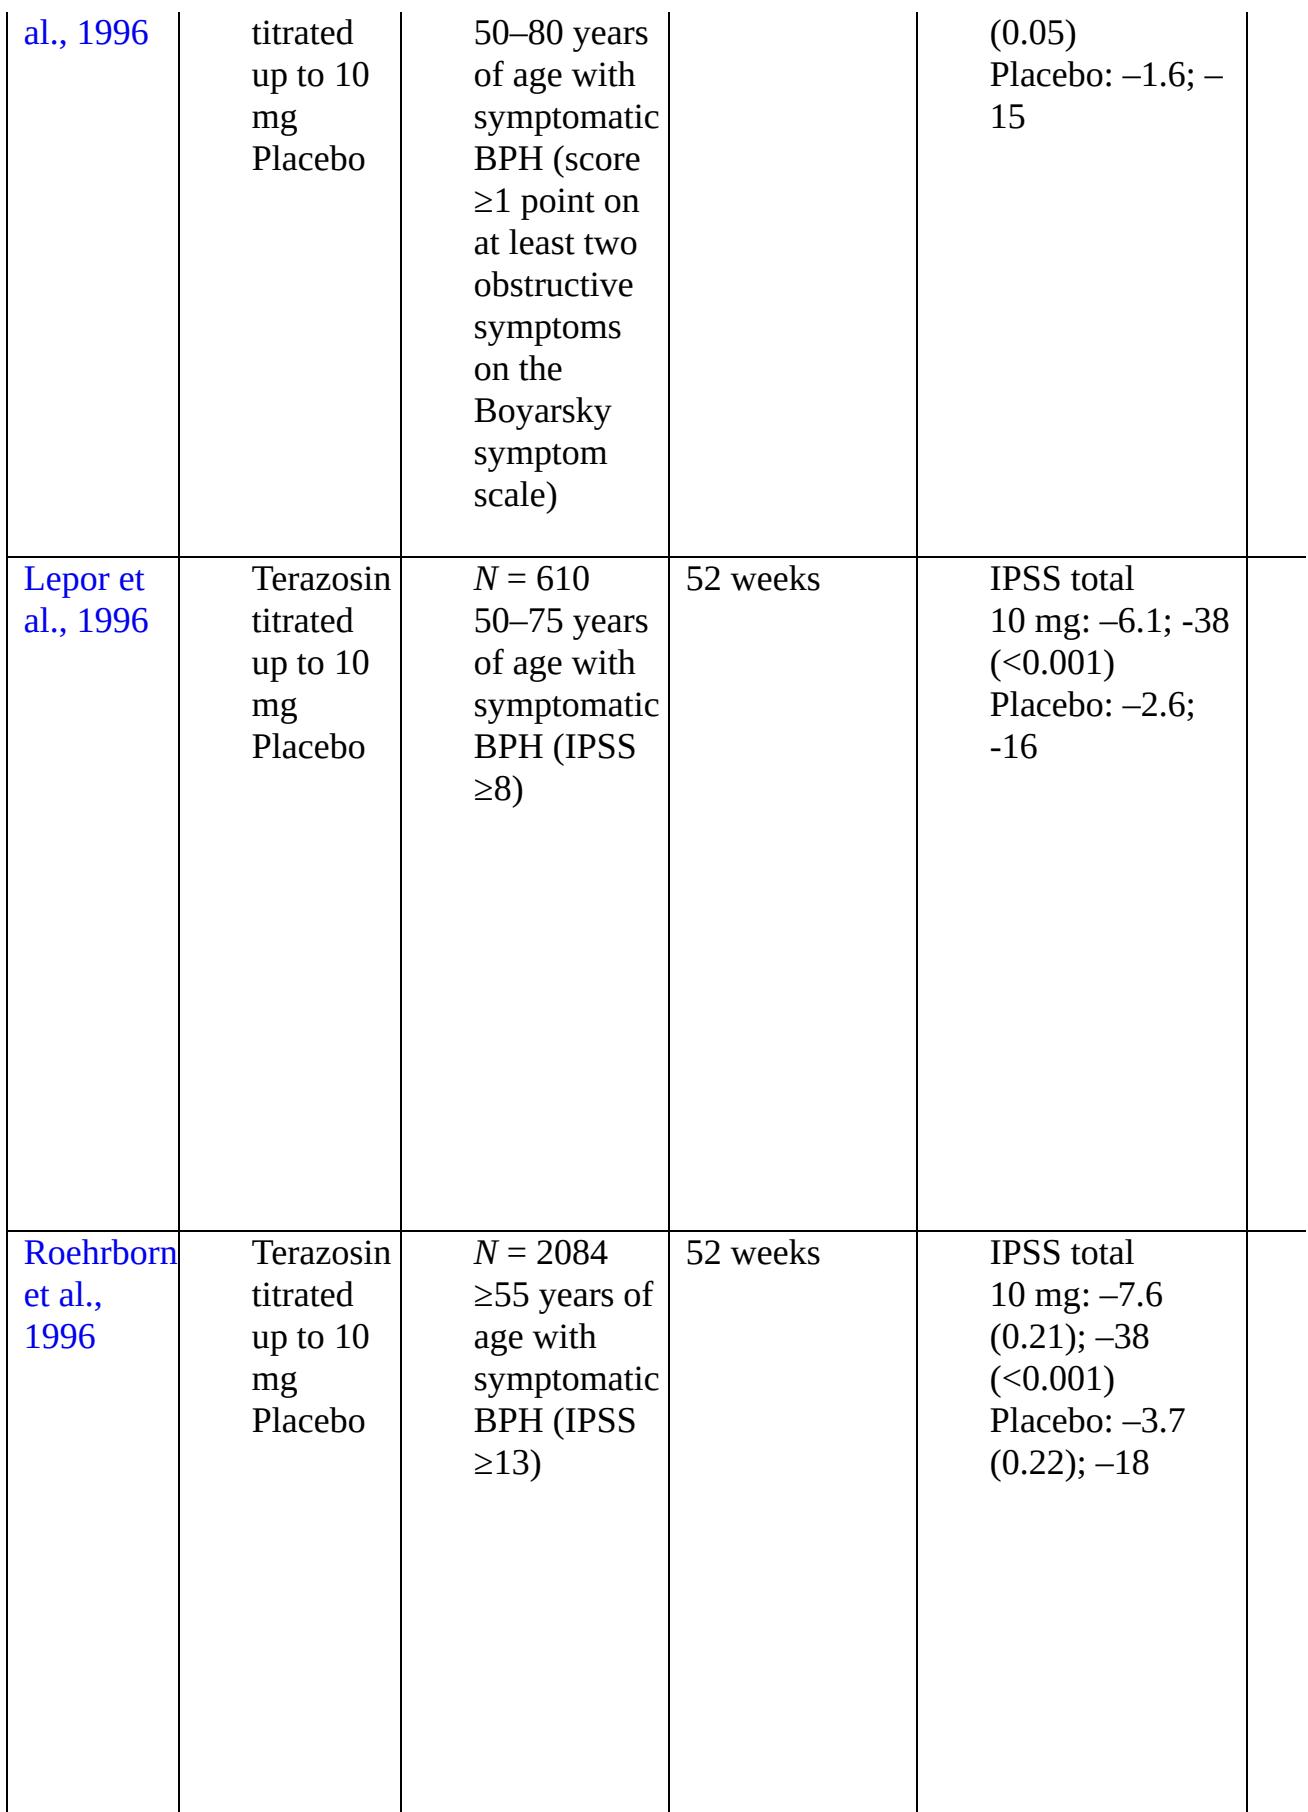 al., 1996
titrated
up to 10
mg
Placebo
50–80 years
of age with
symptomatic
BPH (score
≥1 point on
at least two
obstructive
symptoms
on the
Boyarsky
symptom
scale)
(0.05)
Placebo: –1.6; –
15
Lepor et
al., 1996
Terazosin
titrated
up to 10
mg
Placebo
N = 610
50–75 years
of age with
symptomatic
BPH (IPSS
≥8)
52 weeks
IPSS total
10 mg: –6.1; -38
(<0.001)
Placebo: –2.6;
-16
Roehrborn
et al.,
1996
Terazosin
titrated
up to 10
mg
Placebo
N = 2084
≥55 years of
age with
symptomatic
BPH (IPSS
≥13)
52 weeks
IPSS total
10 mg: –7.6
(0.21); –38
(<0.001)
Placebo: –3.7
(0.22); –18